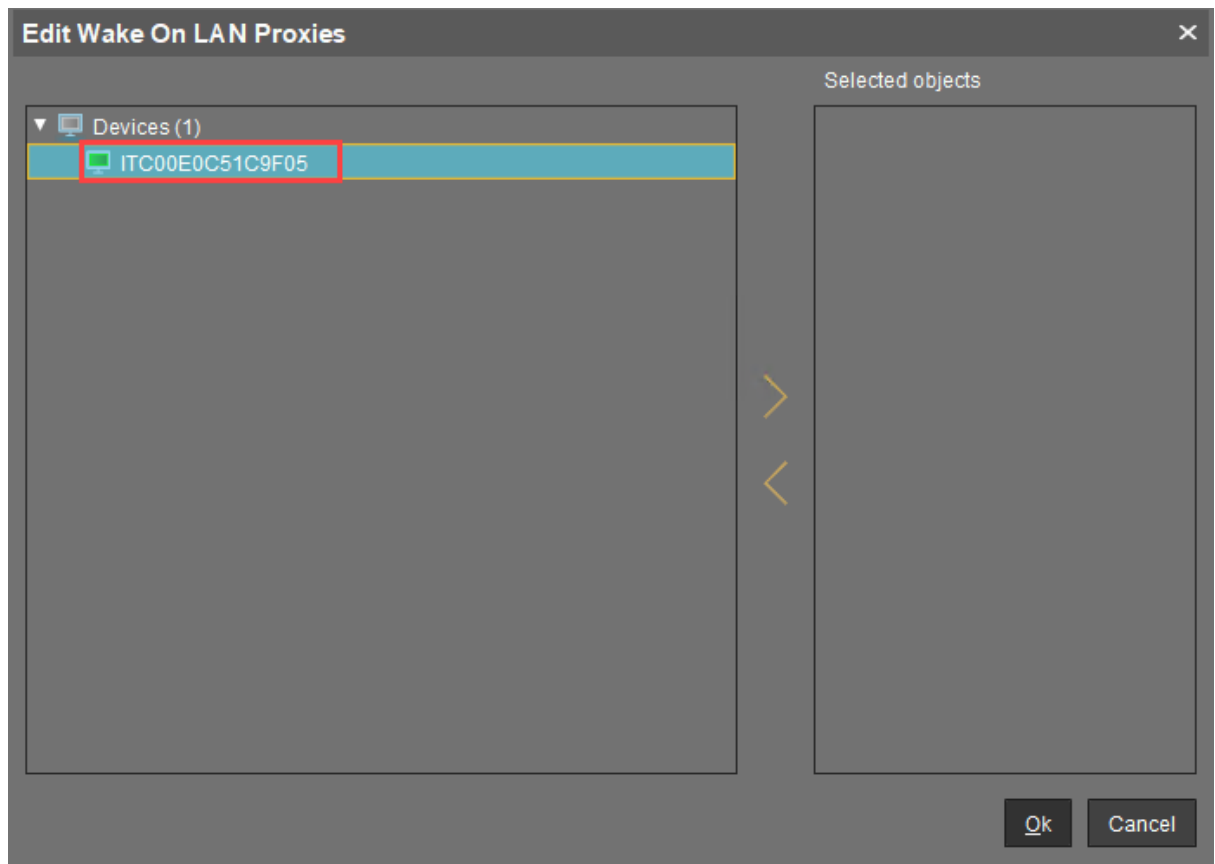 Edit Wake On LAN Proxies
Selected objects
Devices (1)
ITC00E0C51C9F05
Ok
Cancel